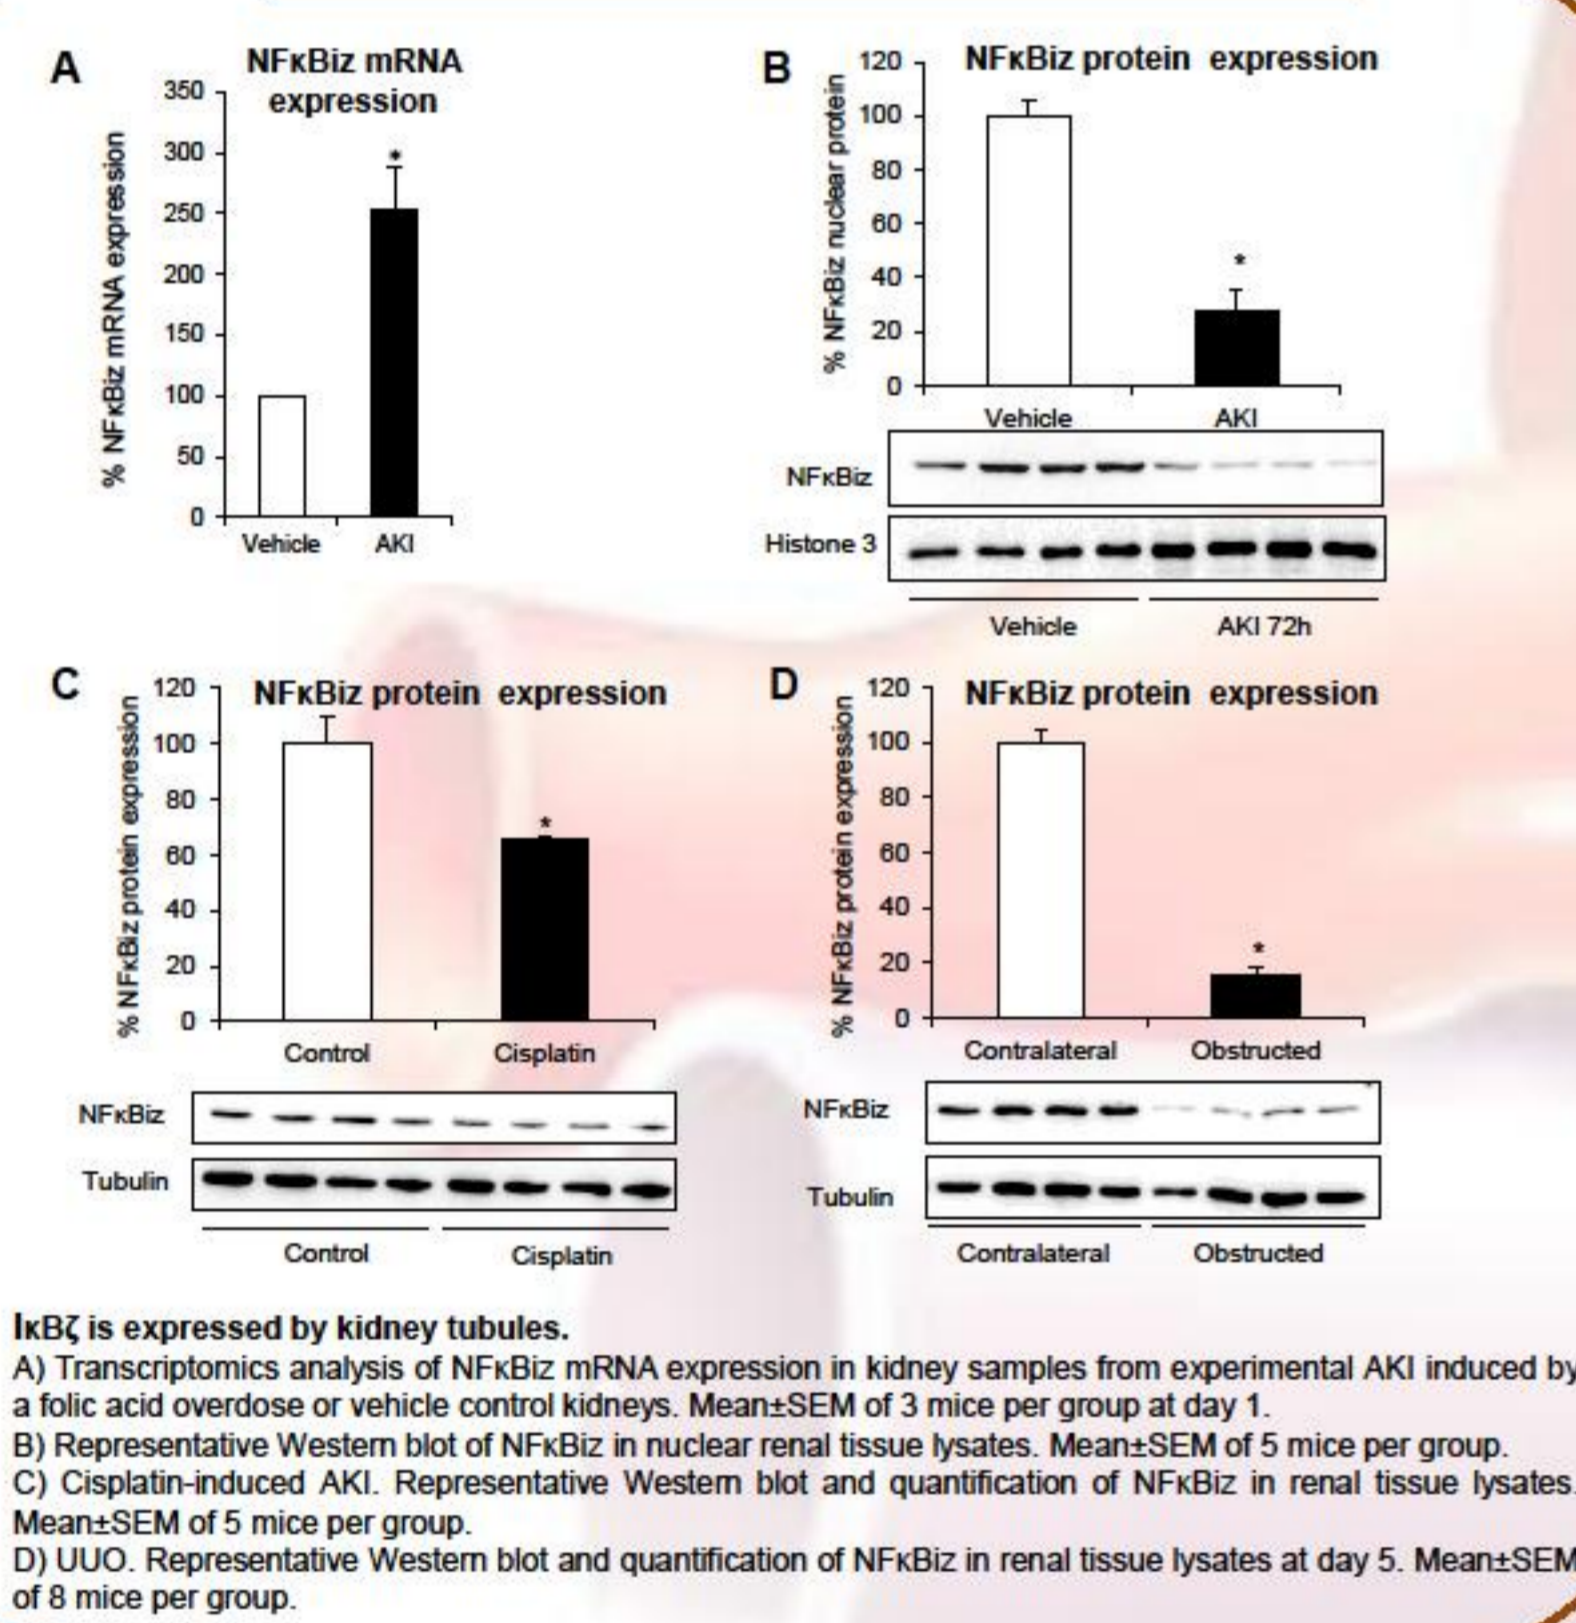 A
NFκBiz mRNA
expression
% NFκBiz mRNA expression
350
300
250
200
150
100
50
0
*
Vehicle
AKI
B
NFκBiz protein expression
% NFκBiz nuclear protein
120
100
80
60
40
20
0
*
Vehicle
AKI
NFκBiz
Histone 3
Vehicle
AKI 72h
C
NFκBiz protein expression
% NFκBiz protein expression
120
100
80
60
40
20
0
*
Control
Cisplatin
NFκBiz
Tubulin
Control
Cisplatin
D
NFκBiz protein expression
% NFκBiz protein expression
120
100
80
60
40
20
0
*
Contralateral
Obstructed
NFκBiz
Tubulin
Contralateral
Obstructed
IκBζ is expressed by kidney tubules.
A) Transcriptomics analysis of NFκBiz mRNA expression in kidney samples from experimental AKI induced by
a folic acid overdose or vehicle control kidneys. Mean±SEM of 3 mice per group at day 1.
B) Representative Western blot of NFκBiz in nuclear renal tissue lysates. Mean±SEM of 5 mice per group.
C) Cisplatin-induced AKI. Representative Western blot and quantification of NFκBiz in renal tissue lysates.
Mean±SEM of 5 mice per group.
D) UUO. Representative Western blot and quantification of NFκBiz in renal tissue lysates at day 5. Mean±SEM
of 8 mice per group.